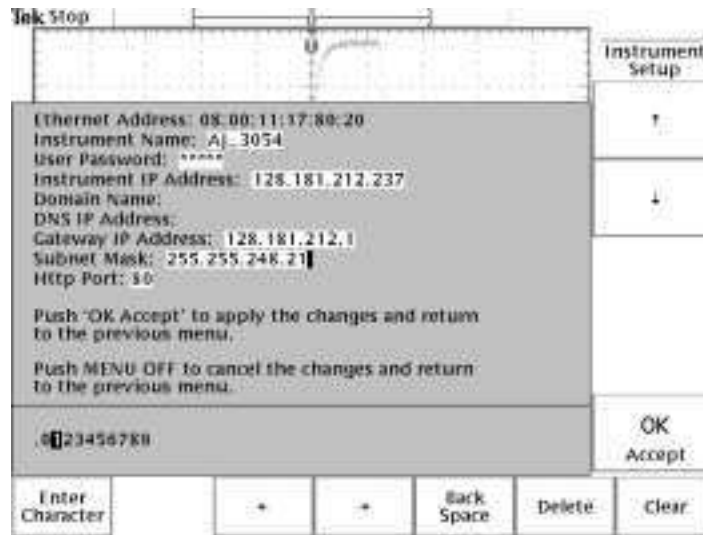 Tek Stop
Instrument
Setup
Ethernet Address: 08:00:11:17:80:20
Instrument Name: AJ_3054
User Password: *****
Instrument IP Address: 128.181.212.237
Domain Name:
DNS IP Address:
Gateway IP Address: 128.181.212.1
Subnet Mask: 255.255.248.21
Http Port: 80
Push 'OK Accept' to apply the changes and return
to the previous menu.
Push MENU OFF to cancel the changes and return
to the previous menu.
OK
Accept
Enter
Character
Back
Space
Delete
Clear